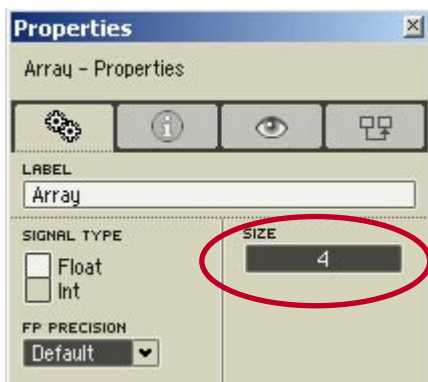 Properties
Array - Properties
LABEL
Array
SIGNAL TYPE
Float
Int
FP PRECISION
Default
SIZE
4